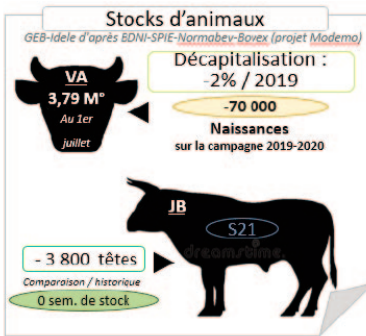 Stocks d'animaux
GEB-Idele d'après BDNI-SPIE-Normabev-Bovex (projet Modemo)
VA
3,79 M°
Au 1er
juillet
Décapitalisation :
-2% / 2019
-70 000
Naissances
sur la campagne 2019-2020
JB
S21
dreamstime.
- 3 800 têtes
Comparaison / historique
0 sem. de stock